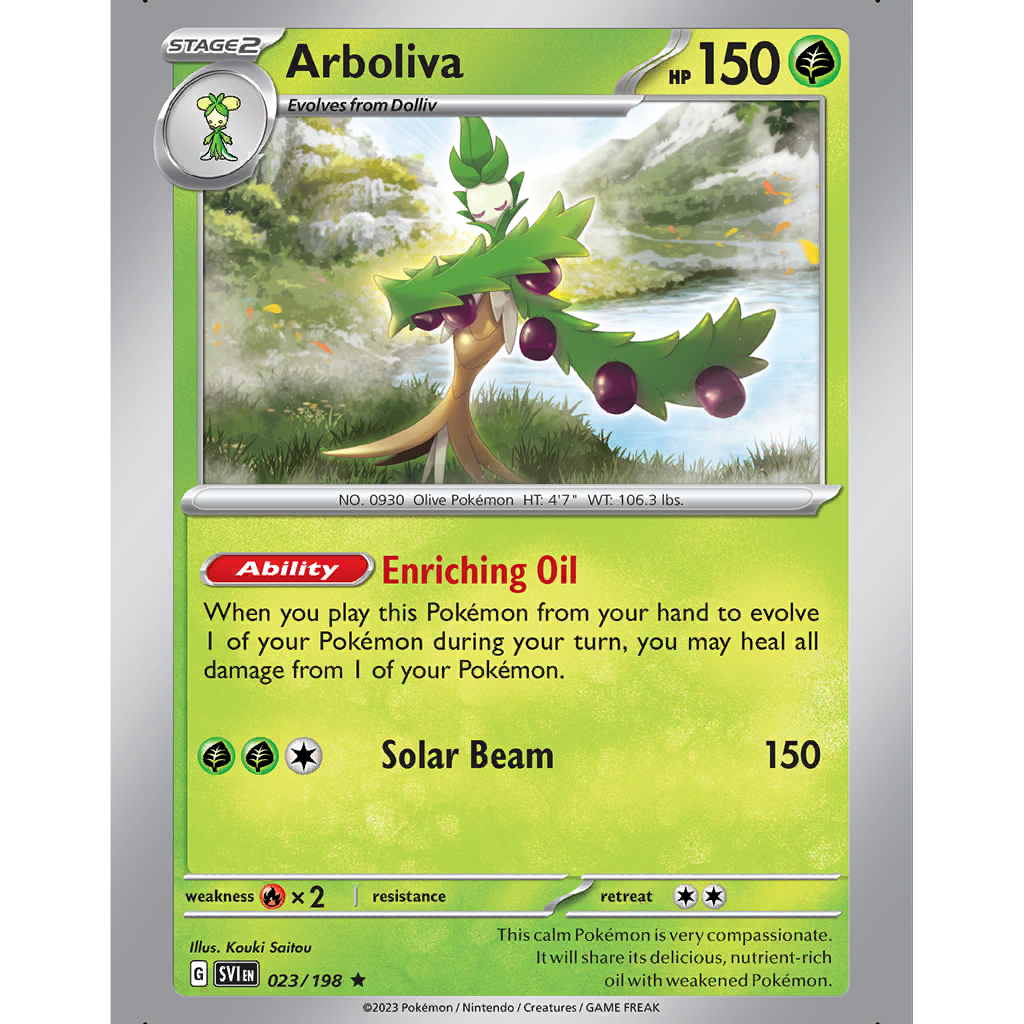 STAGE2
Arboliva
HP 150
Evolves from Dolliv
NO. 0930 Olive Pokémon HT: 4'7" WT: 106.3 lbs.
Ability Enriching Oil
When you play this Pokémon from your hand to evolve
1 of your Pokémon during your turn, you may heal all
damage from 1 of your Pokémon.
Solar Beam 150
weakness ×2 resistance retreat
Illus. Kouki Saitou
G SVI EN 023/198 ★
This calm Pokémon is very compassionate.
It will share its delicious, nutrient-rich
oil with weakened Pokémon.
©2023 Pokémon / Nintendo / Creatures / GAME FREAK